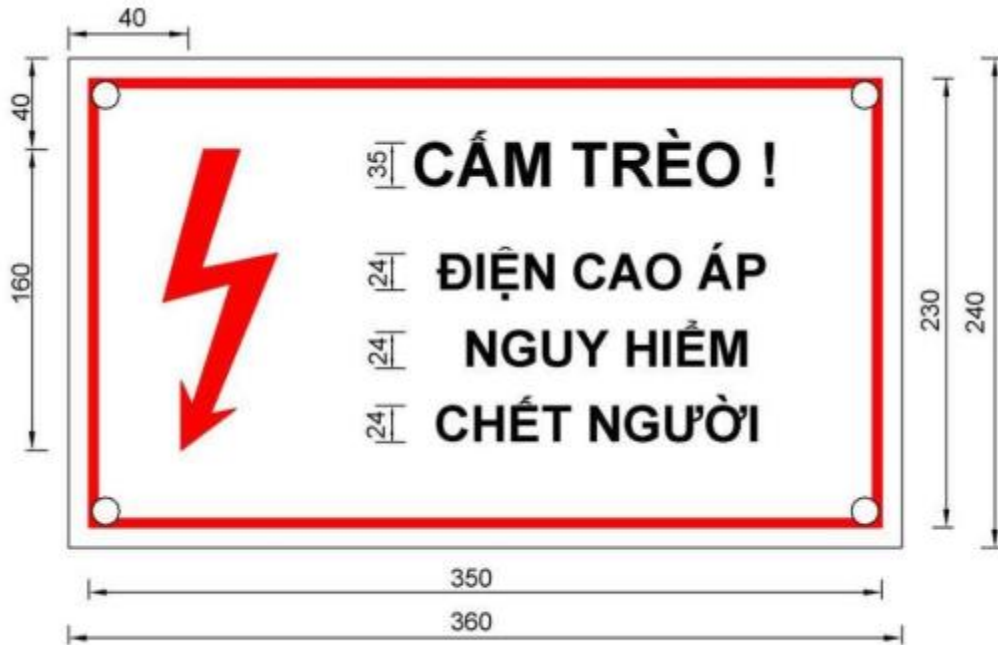 40
40
35 CẤM TRÈO !
160
24 ĐIỆN CAO ÁP
230
240
24 NGUY HIỂM
24 CHẾT NGƯỜI
350
360